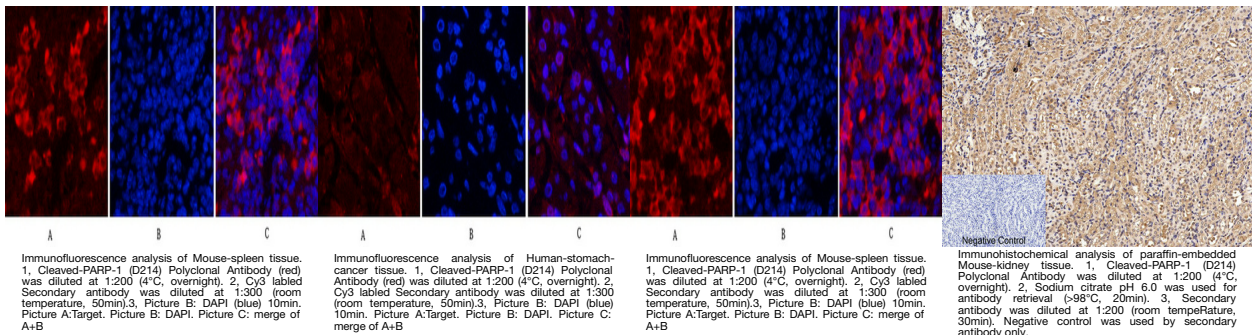 A B C A B C A B C
Negative Control
Immunofluorescence analysis of Mouse-spleen tissue.
1, Cleaved-PARP-1 (D214) Polyclonal Antibody (red)
was diluted at 1:200 (4°C, overnight). 2, Cy3 labled
Secondary antibody was diluted at 1:300 (room
temperature, 50min).3, Picture B: DAPI (blue) 10min.
Picture A:Target. Picture B: DAPI. Picture C: merge of
A+B
Immunofluorescence analysis of Human-stomach-
cancer tissue. 1, Cleaved-PARP-1 (D214) Polyclonal
Antibody (red) was diluted at 1:200 (4°C, overnight). 2,
Cy3 labled Secondary antibody was diluted at 1:300
(room temperature, 50min).3, Picture B: DAPI (blue)
10min. Picture A:Target. Picture B: DAPI. Picture C:
merge of A+B
Immunofluorescence analysis of Mouse-spleen tissue.
1, Cleaved-PARP-1 (D214) Polyclonal Antibody (red)
was diluted at 1:200 (4°C, overnight). 2, Cy3 labled
Secondary antibody was diluted at 1:300 (room
temperature, 50min).3, Picture B: DAPI (blue) 10min.
Picture A:Target. Picture B: DAPI. Picture C: merge of
A+B
Immunohistochemical analysis of paraffin-embedded
Mouse-kidney tissue. 1, Cleaved-PARP-1 (D214)
Polyclonal Antibody was diluted at 1:200 (4°C,
overnight). 2, Sodium citrate pH 6.0 was used for
antibody retrieval (>98°C, 20min). 3, Secondary
antibody was diluted at 1:200 (room tempeRature,
30min). Negative control was used by secondary
antibody only.